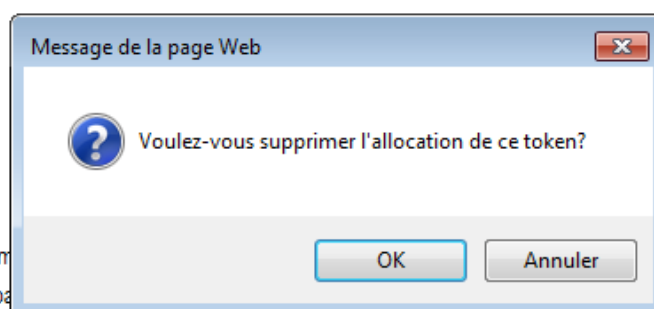 Message de la page Web
Voulez-vous supprimer l'allocation de ce token?
OK
Annuler